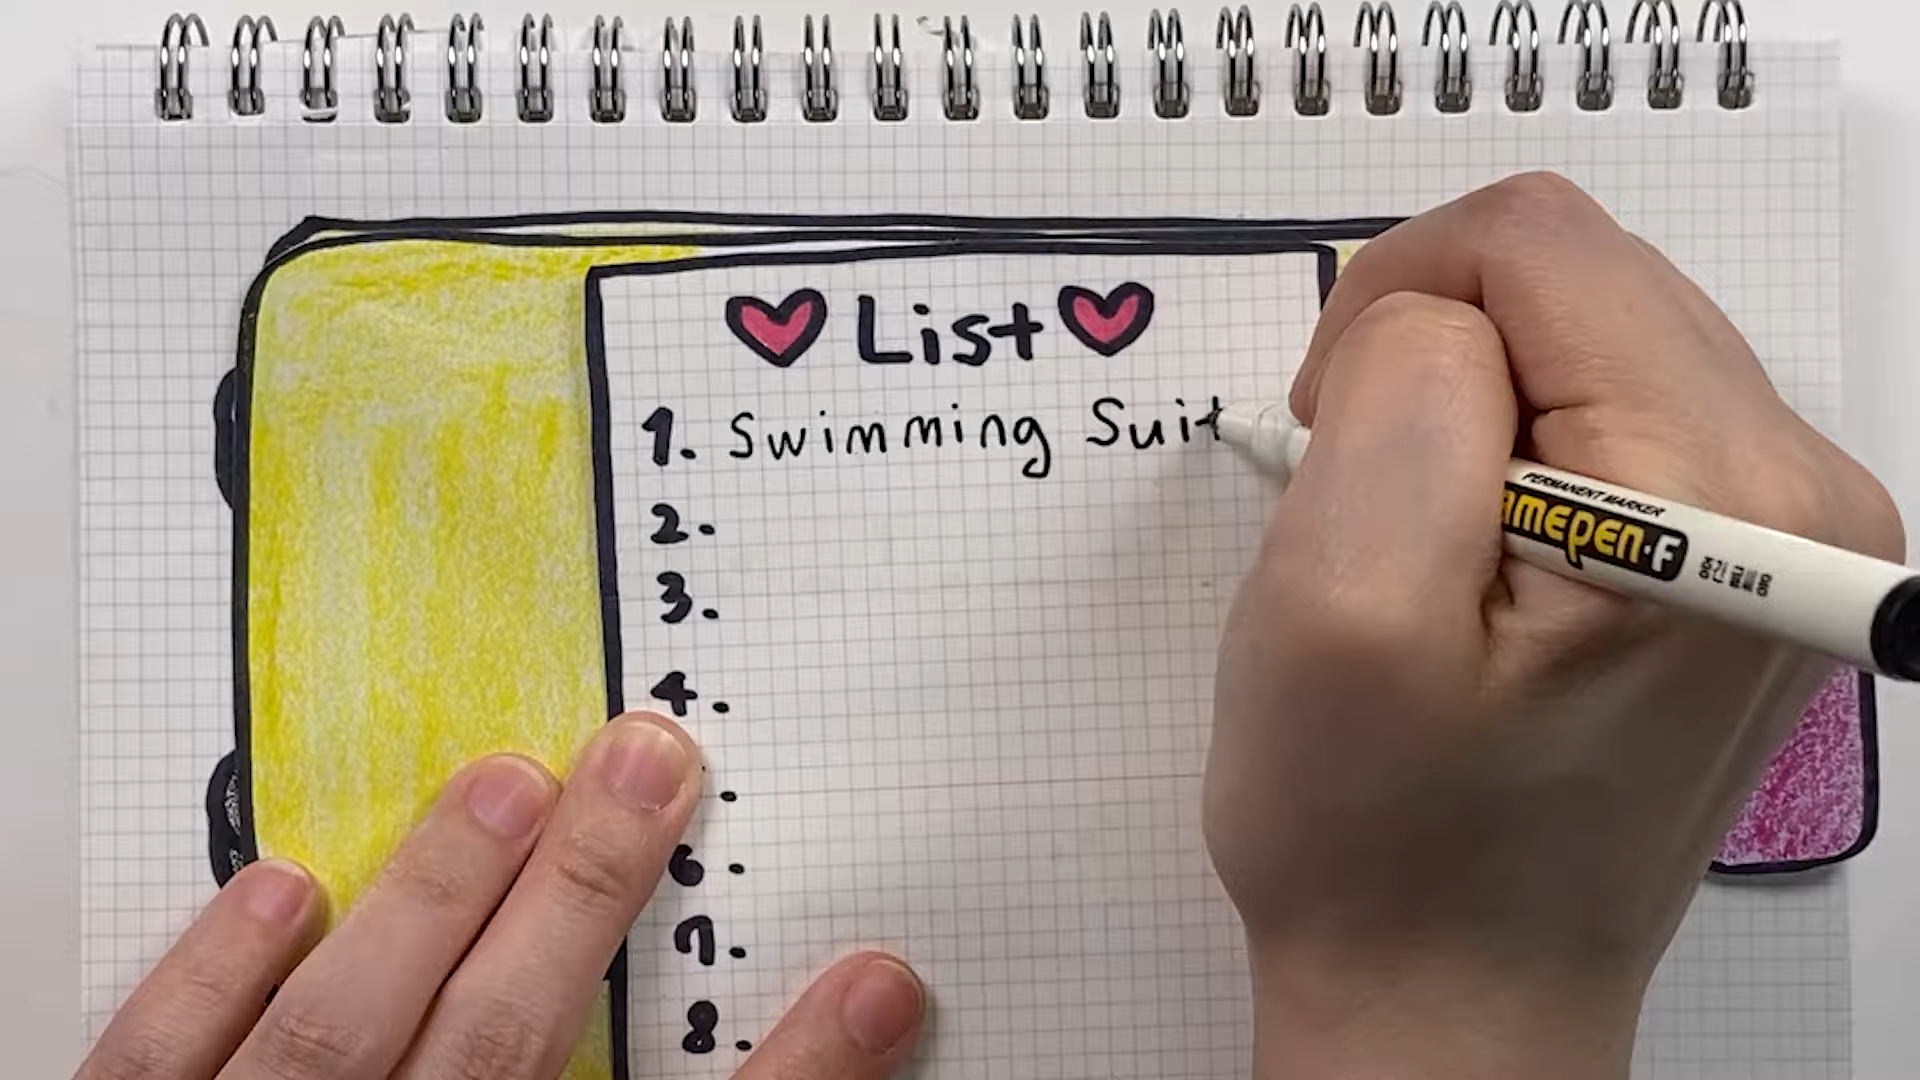 List
1. Swimming Suit
2.
3.
4.
.
6.
7.
8.
PERMANENT MARKER
AMEPEN·F